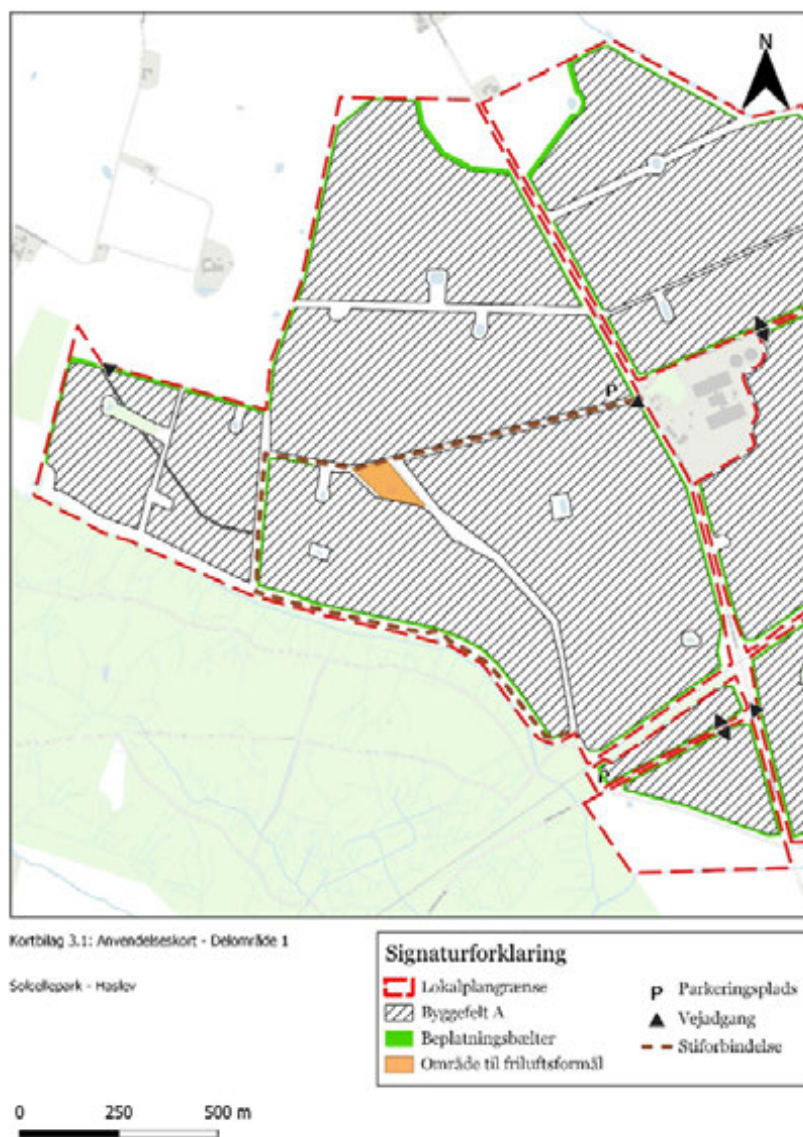 N
P
P
Kortbilag 3.1: Anvendelseskort - Delområde 1
Solcellepark - Haslev
Signaturforklaring
Lokalplangrænse
Byggefelt A
Beplatningsbælter
Område til friluftsformål
P Parkeringsplads
Vejadgang
Stiforbindelse
0 250 500 m